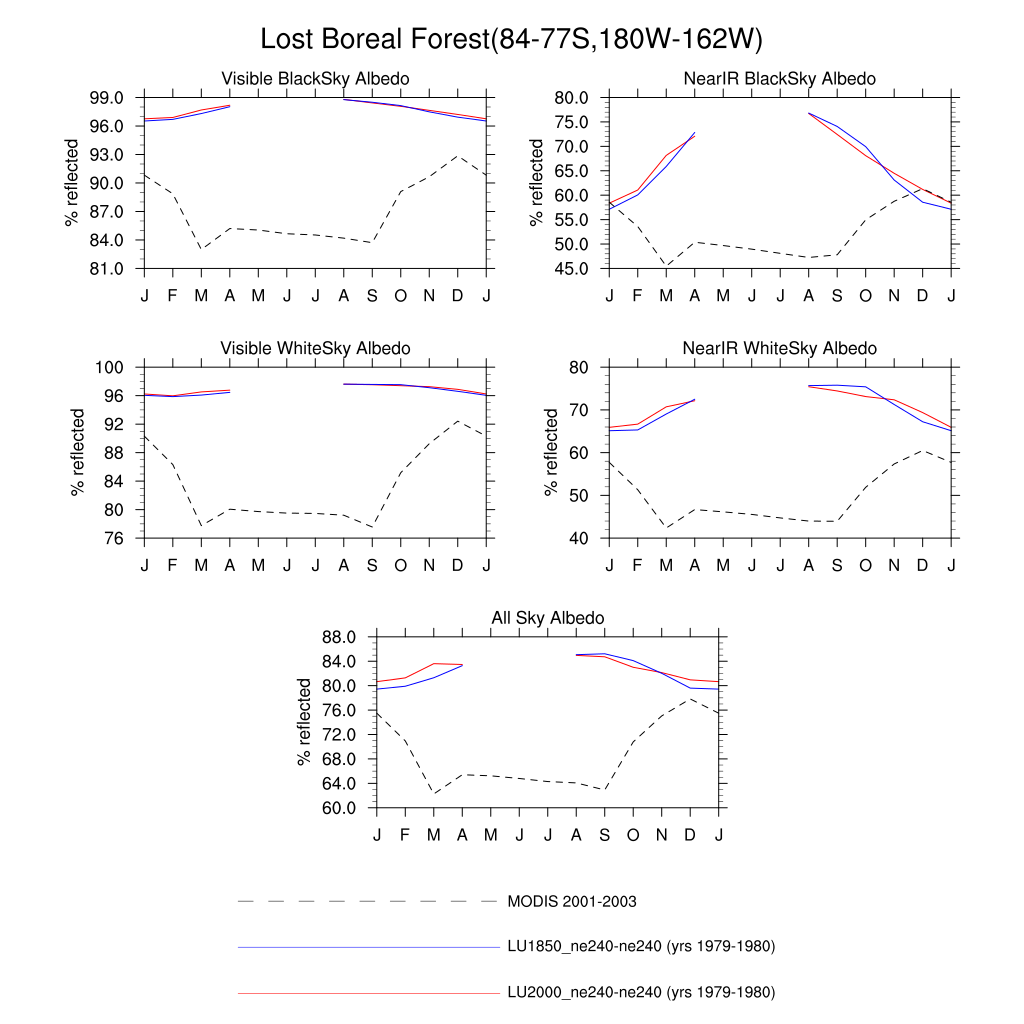 Lost Boreal Forest(84-77S,180W-162W)
Visible BlackSky Albedo
% reflected
99.0
96.0
93.0
90.0
87.0
84.0
81.0
J F M A M J J A S O N D J
NearIR BlackSky Albedo
% reflected
80.0
75.0
70.0
65.0
60.0
55.0
50.0
45.0
J F M A M J J A S O N D J
Visible WhiteSky Albedo
% reflected
100
96
92
88
84
80
76
J F M A M J J A S O N D J
NearIR WhiteSky Albedo
% reflected
80
70
60
50
40
J F M A M J J A S O N D J
All Sky Albedo
% reflected
88.0
84.0
80.0
76.0
72.0
68.0
64.0
60.0
J F M A M J J A S O N D J
MODIS 2001-2003
LU1850_ne240-ne240 (yrs 1979-1980)
LU2000_ne240-ne240 (yrs 1979-1980)